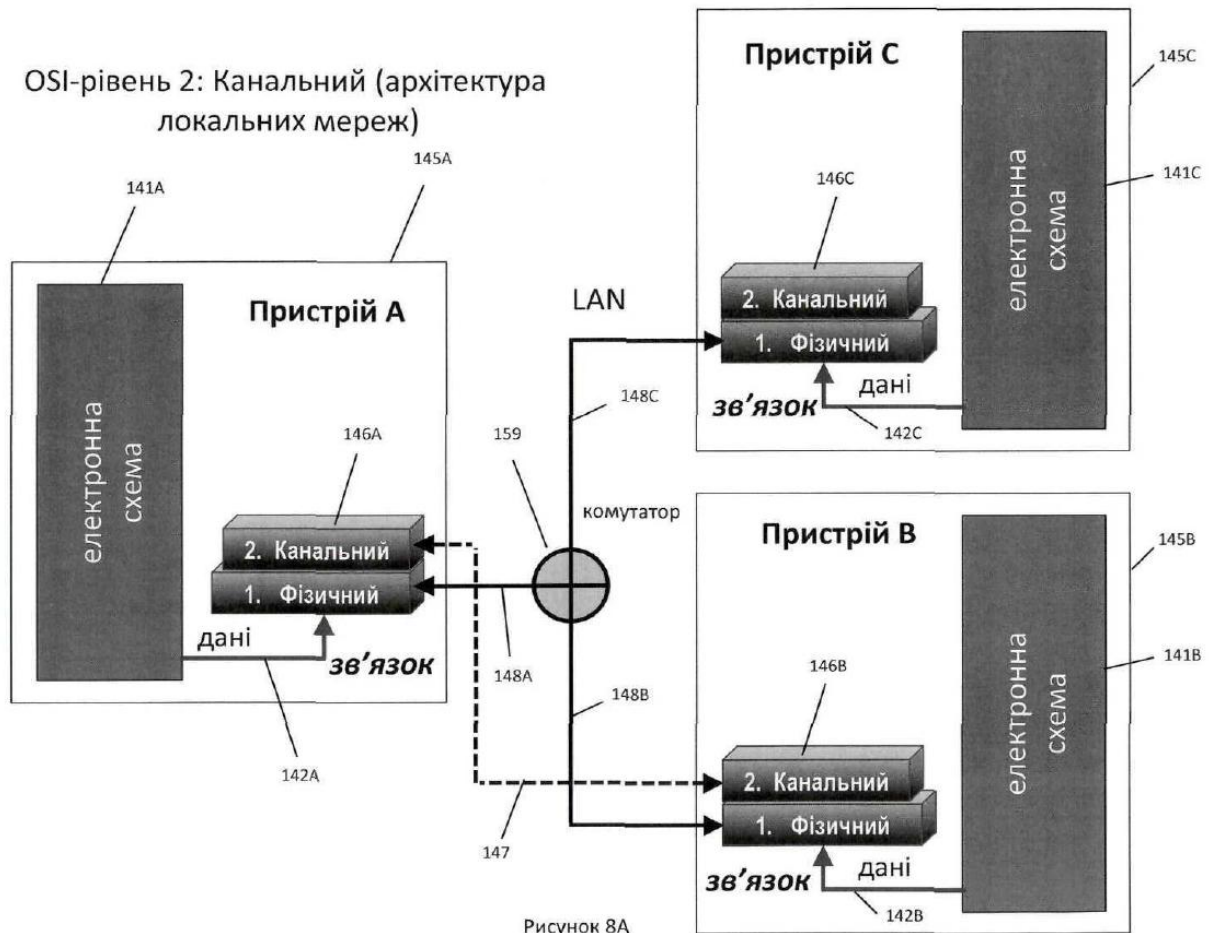 OSI-рівень 2: Канальний (архітектура
локальних мереж)
145A
141A
Пристрій A
електронна
схема
146A
2. Канальний
1. Фізичний
дані
зв’язок
142A
148A
159
комутатор
LAN
148C
148B
147
Пристрій C
145C
146C
141C
електронна
схема
2. Канальний
1. Фізичний
дані
зв’язок
142C
Пристрій B
145B
146B
141B
електронна
схема
2. Канальний
1. Фізичний
дані
зв’язок
142B
Рисунок 8A